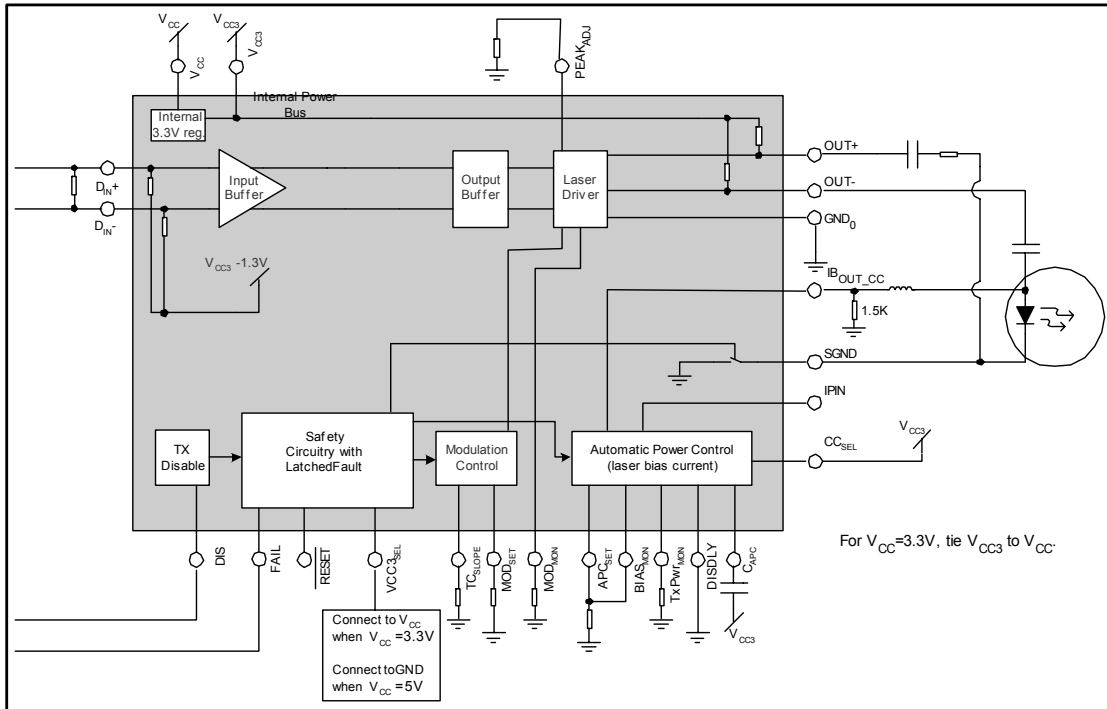 VCC
VCC3
VCC
VCC3
PEAKADJ
Internal Power
Bus
Internal
3.3V reg.
DIN+
DIN-
Input
Buffer
Output
Buffer
Laser
Driver
OUT+
OUT-
GND0
VCC3 -1.3V
IBOUT_CC
1.5K
SGND
IPIN
CCSEL
VCC3
TX
Disable
Safety
Circuitry with
LatchedFault
Modulation
Control
Automatic Power Control
(laser bias current)
DIS
FAIL
RESET
VCC3SEL
TCSLOPE
MODSET
MODMON
APCSET
BIASMON
TxPwrMON
DISDLY
CAPC
VCC3
For VCC=3.3V, tie VCC3 to VCC.
Connect to VCC
when VCC =3.3V
Connect toGND
when VCC =5V